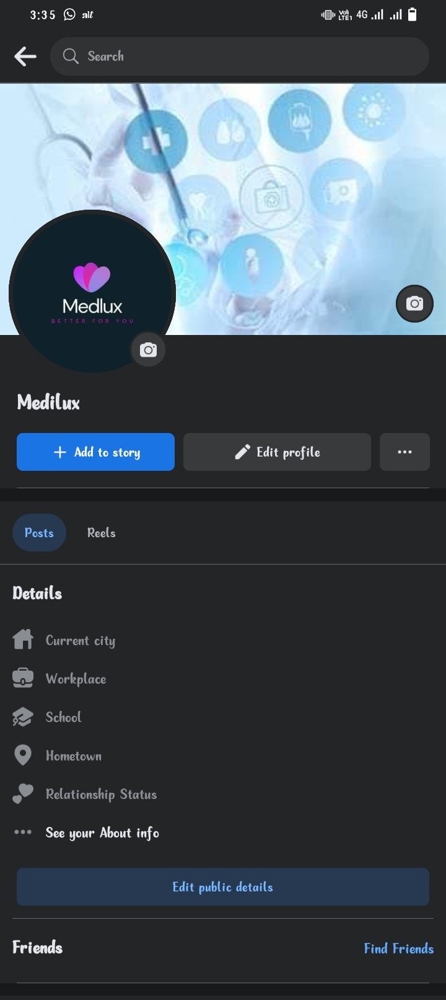 3:35 alt Vo) LTE1 4G
Search
Medlux
BETTER FOR YOU
Medilux
Add to story
Edit profile
Posts
Reels
Details
Current city
Workplace
School
Hometown
Relationship Status
See your About info
Edit public details
Friends
Find Friends